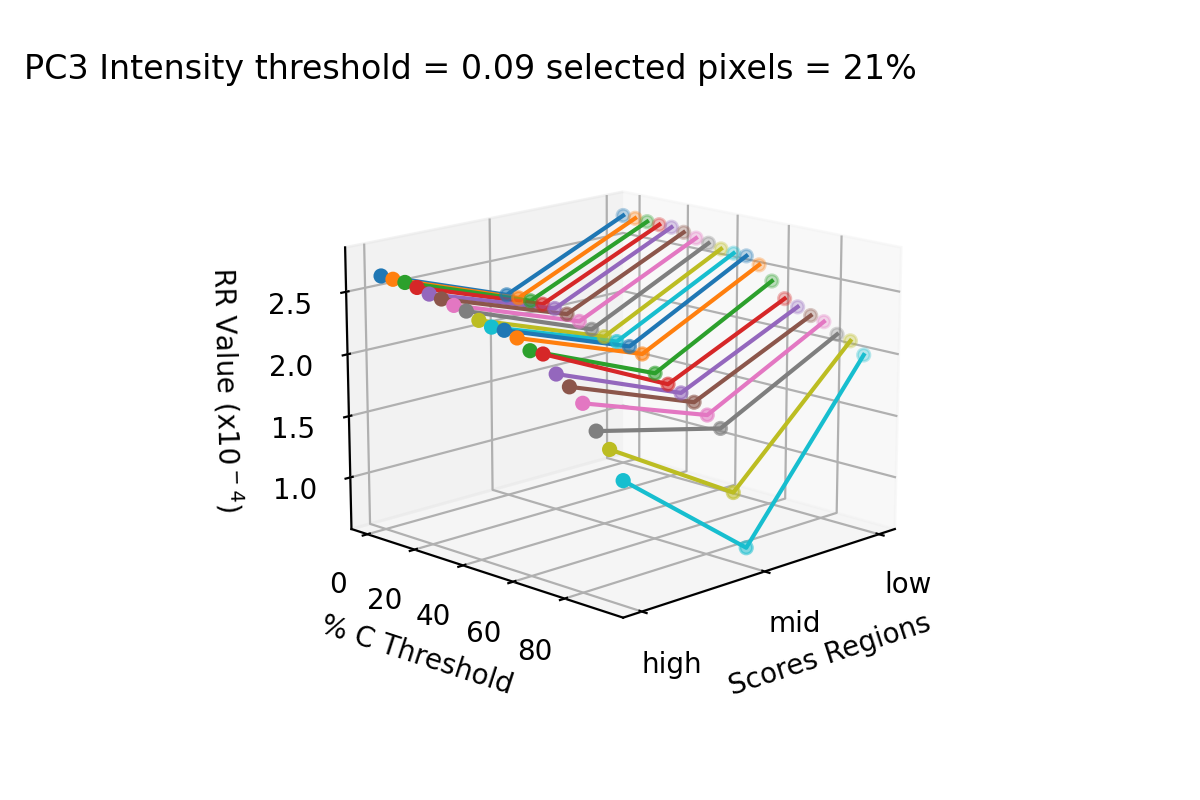 PC3 Intensity threshold = 0.09 selected pixels = 21%
RR Value (x10⁻⁴)
2.5
2.0
1.5
1.0
0
20
40
60
80
% C Threshold
high
mid
low
Scores Regions